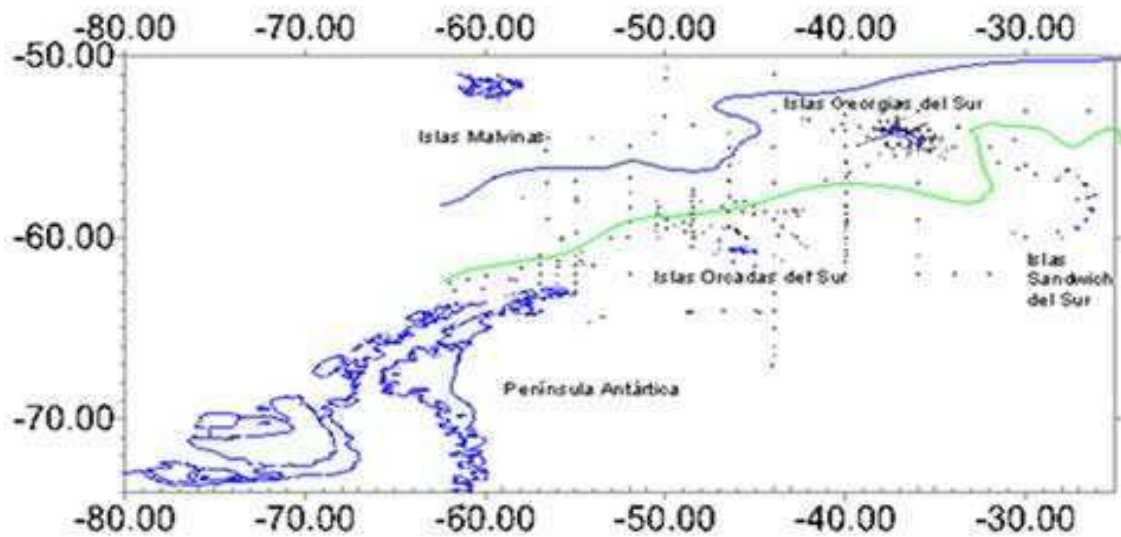 -80.00 -70.00 -60.00 -50.00 -40.00 -30.00
-50.00
Islas Georgias del Sur
Islas Malvinas
-60.00
Islas Orcadas del Sur
Islas
Sandwich
del Sur
Península Antártica
-70.00
-80.00 -70.00 -60.00 -50.00 -40.00 -30.00